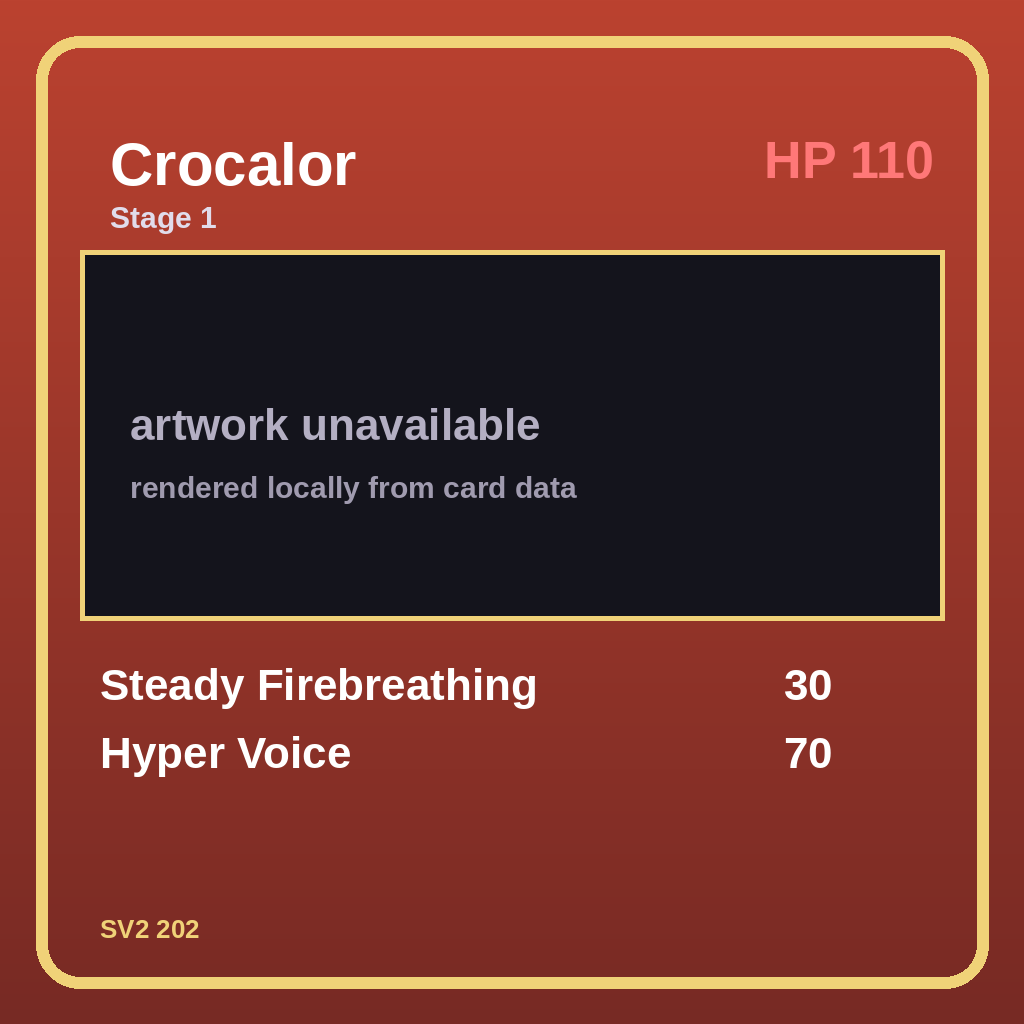 Crocalor
HP 110
Stage 1
artwork unavailable
rendered locally from card data
Steady Firebreathing 30
Hyper Voice 70
SV2 202